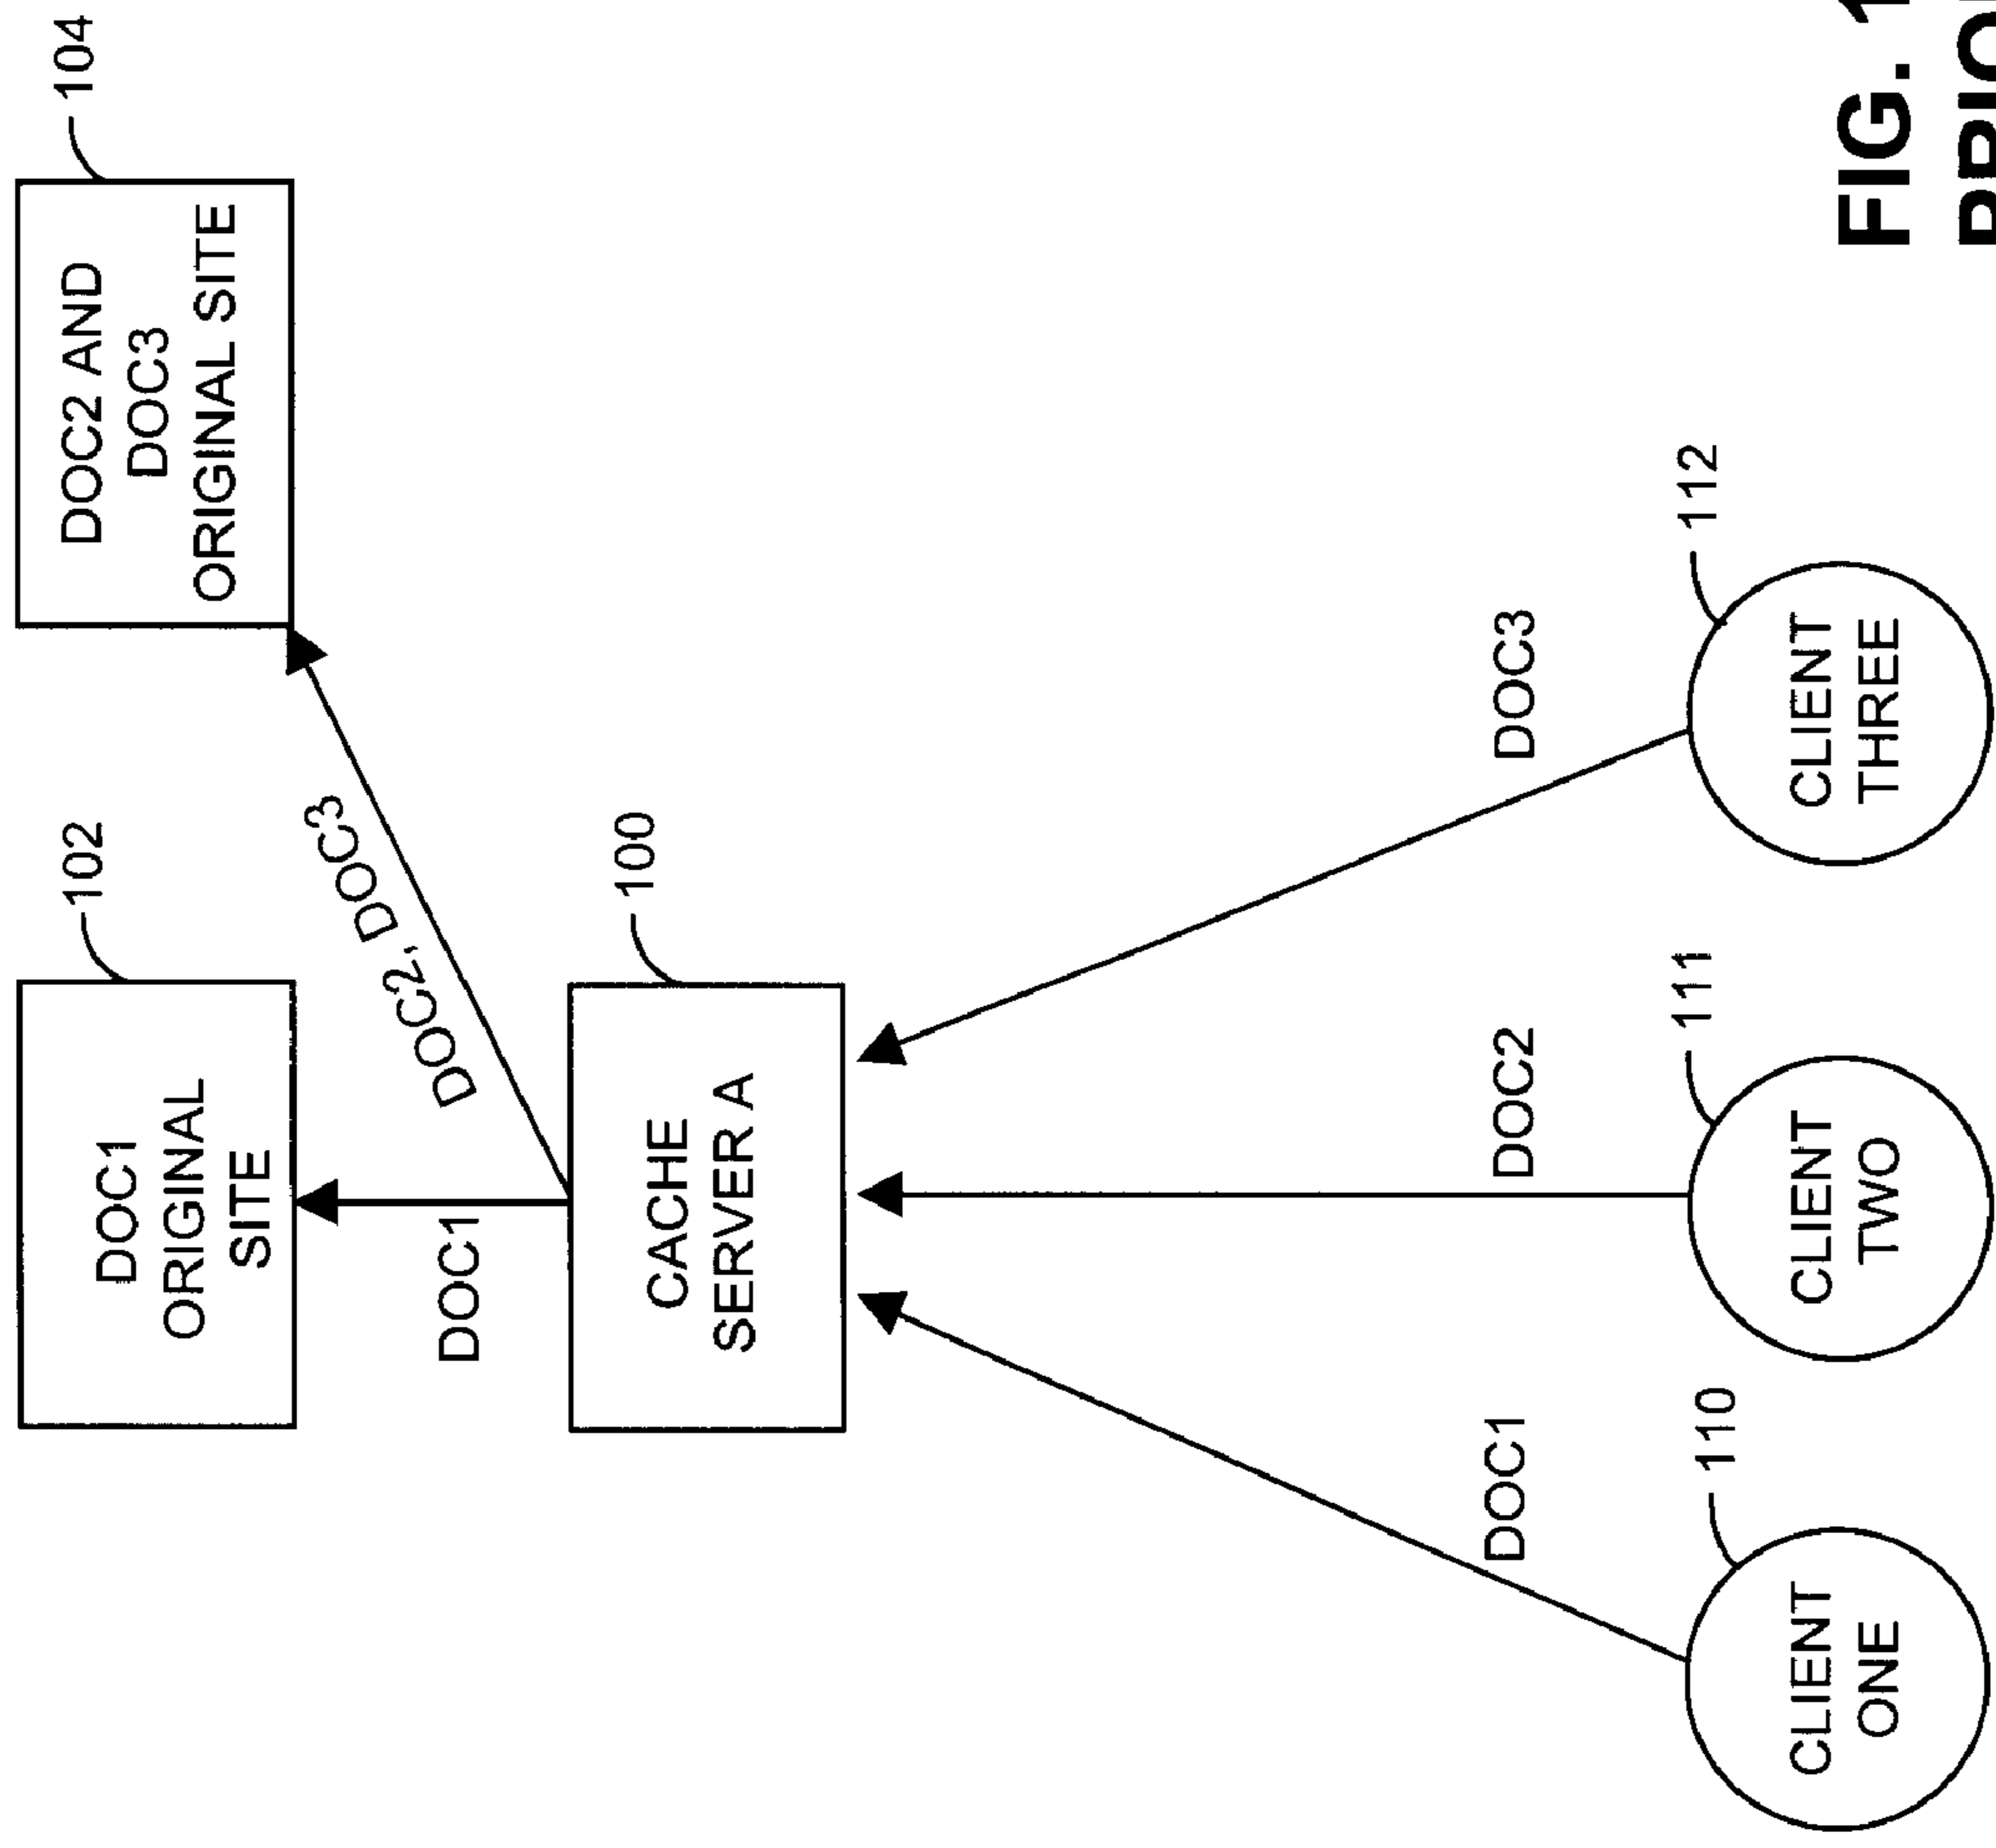 104
DOC2 AND
DOC3
ORIGINAL SITE
102
DOC1
ORIGINAL
SITE
DOC2, DOC3
DOC1
100
CACHE
SERVER A
DOC3
DOC2
DOC1
112
111
110
CLIENT
THREE
CLIENT
TWO
CLIENT
ONE
FIG. 1